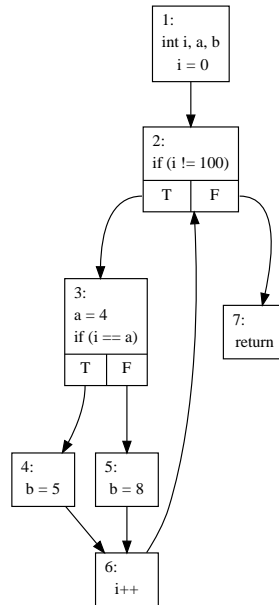 1:
int i, a, b
i = 0
2:
if (i != 100)
T F
3:
a = 4
if (i == a)
T F
7:
return
4:
b = 5
5:
b = 8
6:
i++